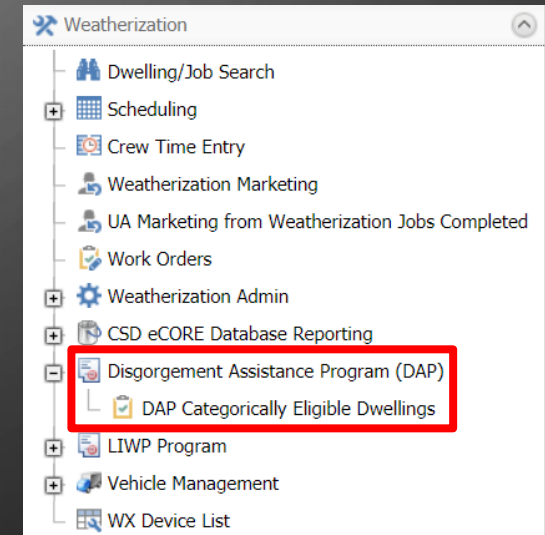 Weatherization
Dwelling/Job Search
Scheduling
Crew Time Entry
Weatherization Marketing
UA Marketing from Weatherization Jobs Completed
Work Orders
Weatherization Admin
CSD eCORE Database Reporting
Disgorgement Assistance Program (DAP)
DAP Categorically Eligible Dwellings
LIWP Program
Vehicle Management
WX Device List